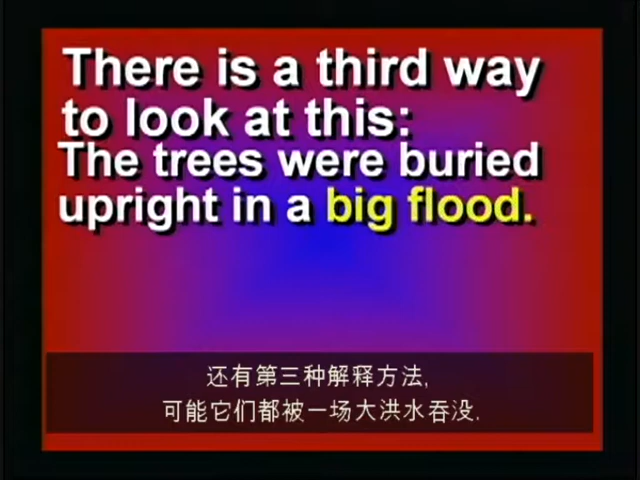 There is a third way
to look at this:
The trees were buried
upright in a big flood.
还有第三种解释方法,
可能它们都被一场大洪水吞没.